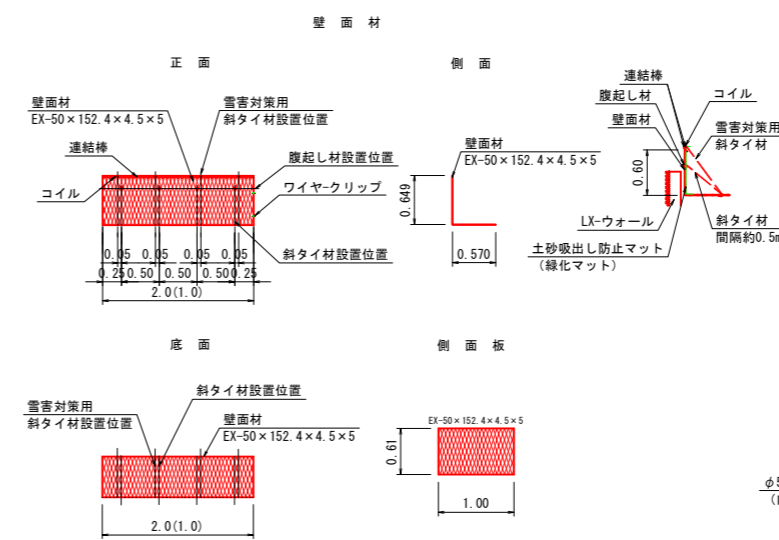 壁 面 材
正 面
壁面材
EX-50×152.4×4.5×5
雪害対策用
斜タイ材設置位置
連結棒
腹起し材設置位置
コイル
ワイヤ-クリップ
斜タイ材設置位置
0.05 0.05 0.05 0.05
0.25 0.50 0.50 0.50 0.25
2.0(1.0)
側 面
壁面材
EX-50×152.4×4.5×5
0.649
0.570
連結棒
腹起し材
コイル
壁面材
雪害対策用
斜タイ材
0.60
LX-ウォール
斜タイ材
間隔約0.5m
土砂吸出し防止マット
(緑化マット)
底 面
斜タイ材設置位置
雪害対策用
斜タイ材設置位置
壁面材
EX-50×152.4×4.5×5
2.0(1.0)
側 面 板
EX-50×152.4×4.5×5
0.61
1.00